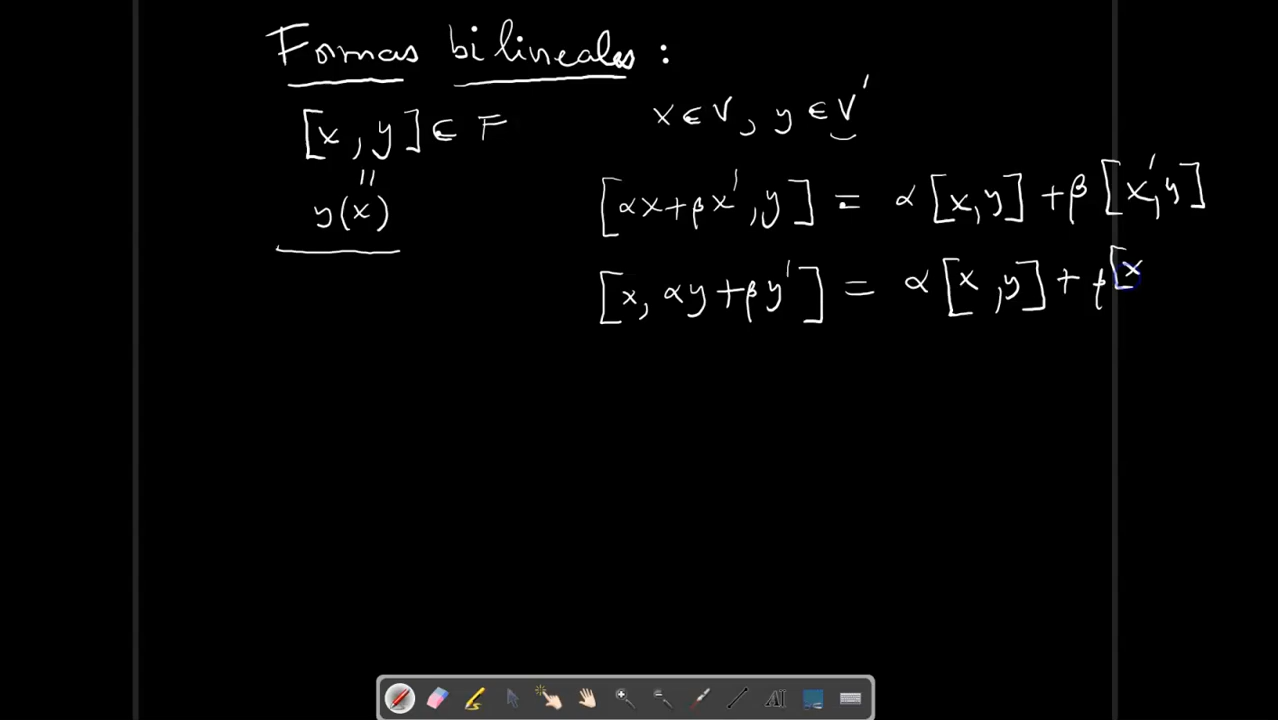 Formas bilineales:
[x, y] ∈ F
x ∈ V, y ∈ V'
=
y(x)
[αx+βx', y] = α[x, y] + β[x', y]
[x, αy+βy'] = α[x, y] + β[x